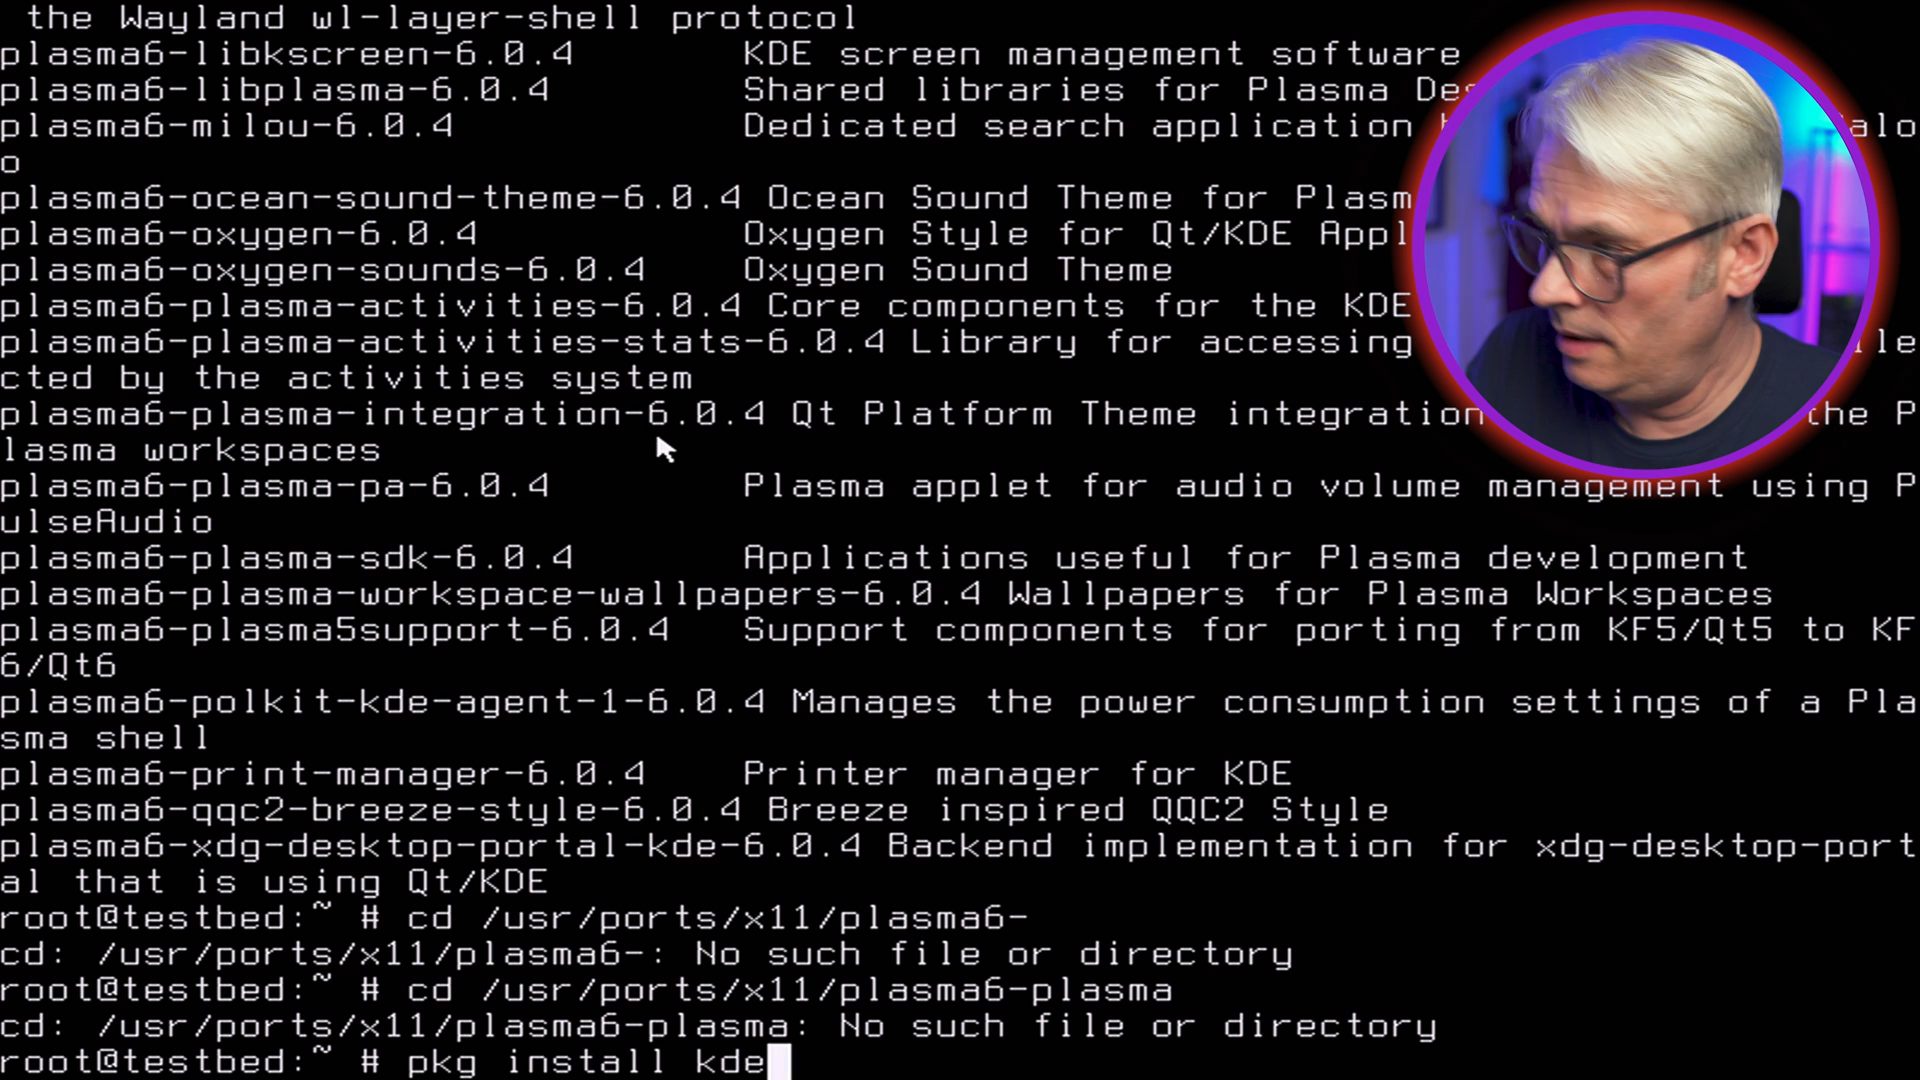 the Wayland wl-layer-shell protocol
plasma6-libkscreen-6.0.4 KDE screen management software
plasma6-libplasma-6.0.4 Shared libraries for Plasma
plasma6-milou-6.0.4 Dedicated search application
o
plasma6-ocean-sound-theme-6.0.4 Ocean Sound Theme for
plasma6-oxygen-6.0.4 Oxygen Style for Qt/KDE
plasma6-oxygen-sounds-6.0.4 Oxygen Sound Theme
plasma6-plasma-activities-6.0.4 Core components for the KDE
plasma6-plasma-activities-stats-6.0.4 Library for accessing le
cted by the activities system
plasma6-plasma-integration-6.0.4 Qt Platform Theme integration the P
lasma workspaces
plasma6-plasma-pa-6.0.4 Plasma applet for audio volume management using P
ulseAudio
plasma6-plasma-sdk-6.0.4 Applications useful for Plasma development
plasma6-plasma-workspace-wallpapers-6.0.4 Wallpapers for Plasma Workspaces
plasma6-plasma5support-6.0.4 Support components for porting from KF5/Qt5 to KF
6/Qt6
plasma6-polkit-kde-agent-1-6.0.4 Manages the power consumption settings of a Pla
sma shell
plasma6-print-manager-6.0.4 Printer manager for KDE
plasma6-qqc2-breeze-style-6.0.4 Breeze inspired QQC2 Style
plasma6-xdg-desktop-portal-kde-6.0.4 Backend implementation for xdg-desktop-port
al that is using Qt/KDE
root@testbed:~ # cd /usr/ports/x11/plasma6-
cd: /usr/ports/x11/plasma6-: No such file or directory
root@testbed:~ # cd /usr/ports/x11/plasma6-plasma
cd: /usr/ports/x11/plasma6-plasma: No such file or directory
root@testbed:~ # pkg install kde